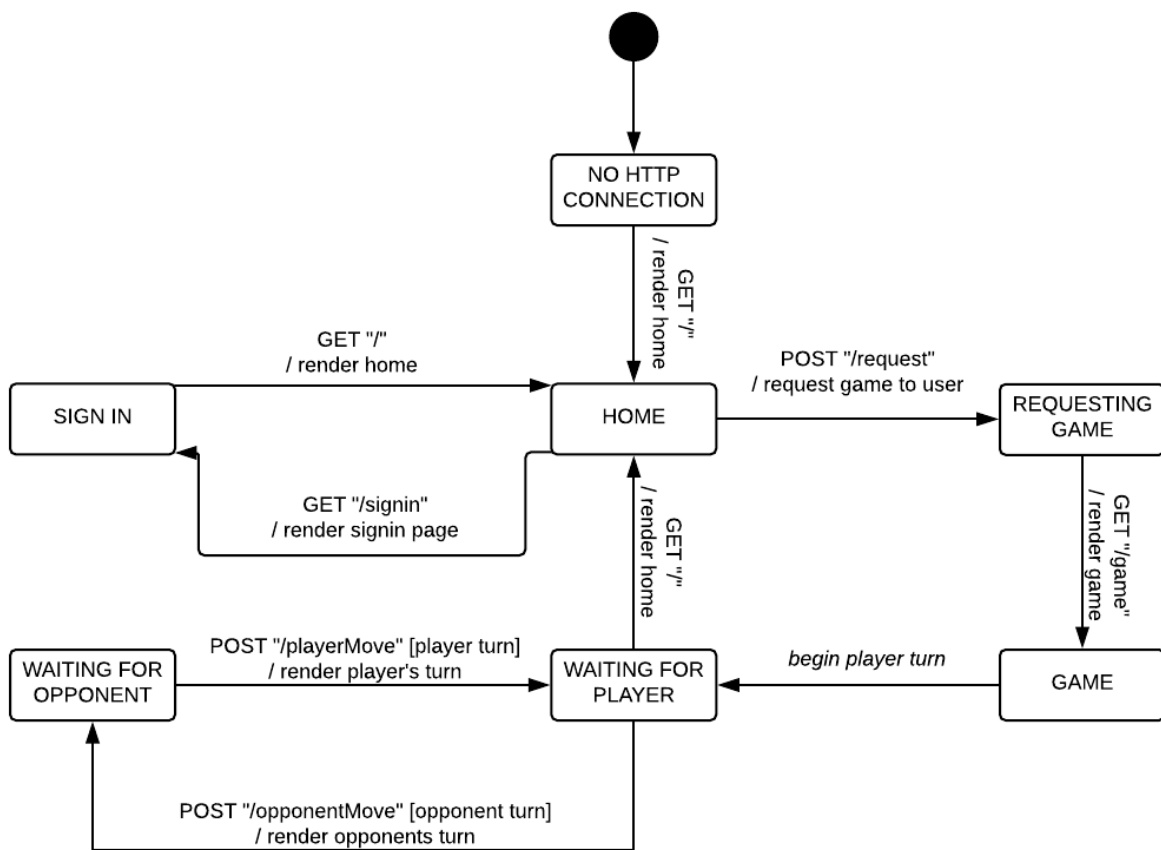 NO HTTP
CONNECTION
GET "/"
/ render home
GET "/"
/ render home
POST "/request"
/ request game to user
SIGN IN
HOME
REQUESTING
GAME
GET "/signin"
/ render signin page
GET "/"
/ render home
GET "/game"
/ render game
POST "/playerMove" [player turn]
/ render player's turn
begin player turn
WAITING FOR
OPPONENT
WAITING FOR
PLAYER
GAME
POST "/opponentMove" [opponent turn]
/ render opponents turn